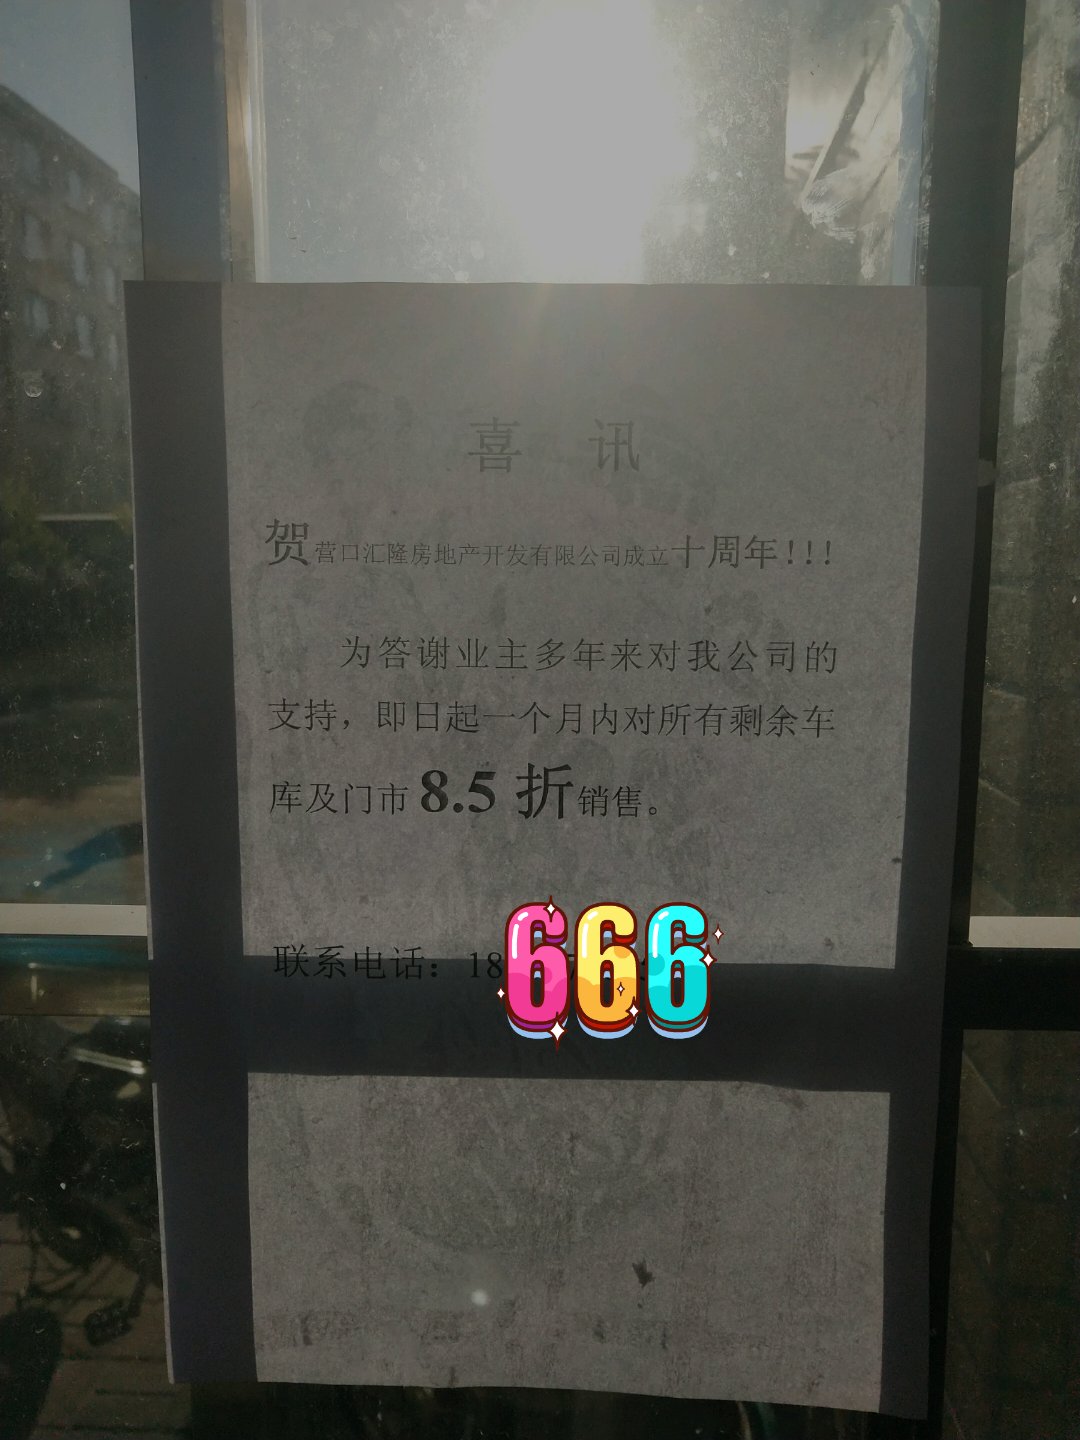 喜 讯
贺营口汇隆房地产开发有限公司成立十周年!!!
为答谢业主多年来对我公司的
支持，即日起一个月内对所有剩余车
库及门市 8.5 折销售。
联系电话：18
666